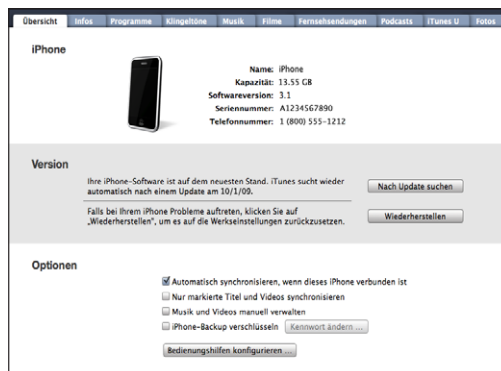 Übersicht Infos Programme Klingeltöne Musik Filme Fernsehsendungen Podcasts iTunes U Fotos
iPhone
Name: iPhone
Kapazität: 13.55 GB
Softwareversion: 3.1
Seriennummer: A1234567890
Telefonnummer: 1 (800) 555-1212
Version
Ihre iPhone-Software ist auf dem neuesten Stand. iTunes sucht wieder
automatisch nach einem Update am 10/1/09.
Nach Update suchen
Falls bei Ihrem iPhone Probleme auftreten, klicken Sie auf
„Wiederherstellen", um es auf die Werkseinstellungen zurückzusetzen.
Wiederherstellen
Optionen
Automatisch synchronisieren, wenn dieses iPhone verbunden ist
Nur markierte Titel und Videos synchronisieren
Musik und Videos manuell verwalten
iPhone-Backup verschlüsseln Kennwort ändern ...
Bedienungshilfen konfigurieren ...